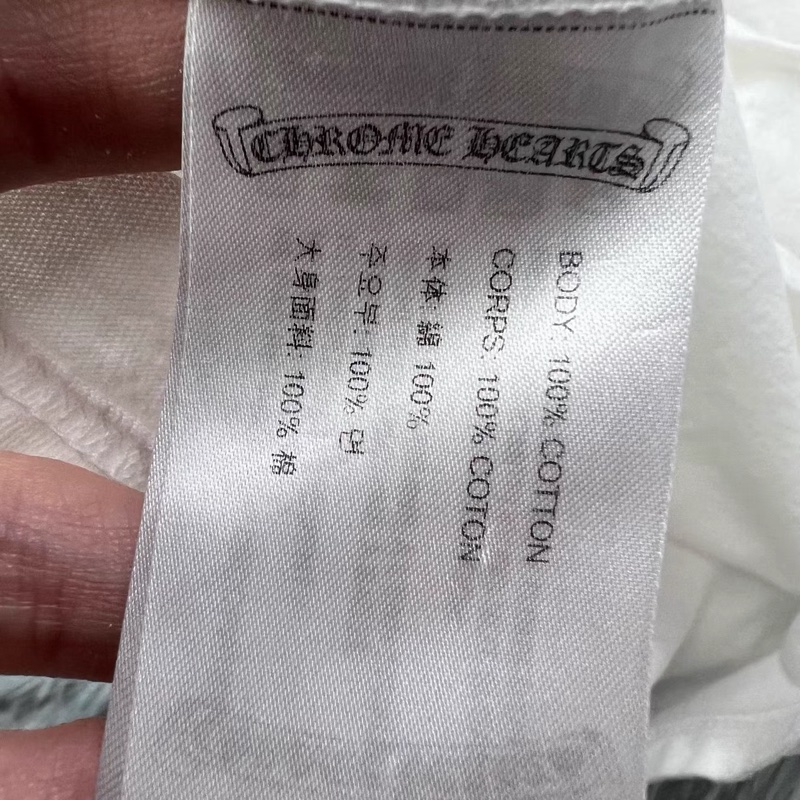 CHROME HEARTS
BODY: 100% COTTON
CORPS: 100% COTON
本体 綿 100%
주요부: 100% 면
大身面料: 100% 棉